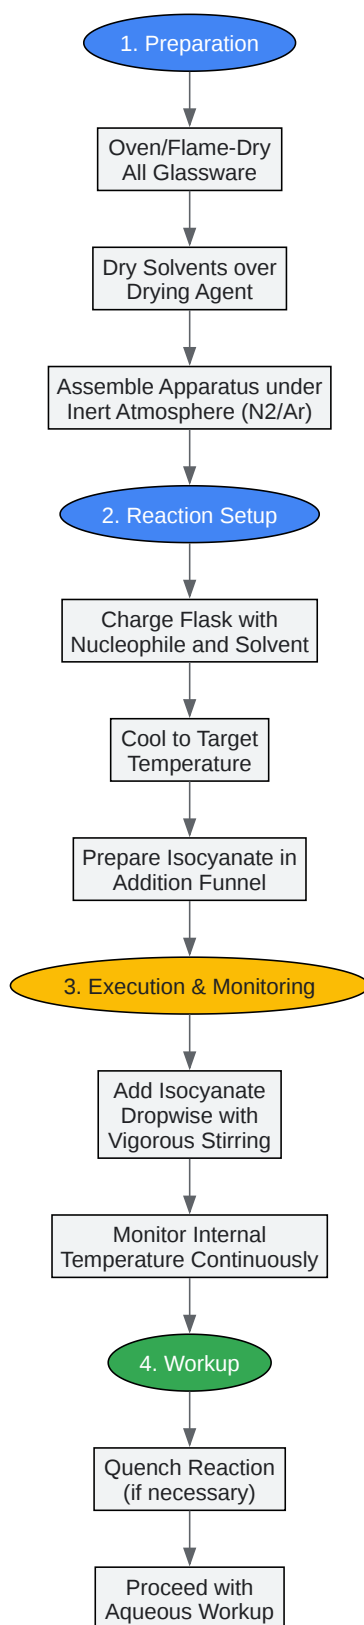 1. Preparation
Oven/Flame-Dry
All Glassware
Dry Solvents over
Drying Agent
Assemble Apparatus under
Inert Atmosphere (N2/Ar)
2. Reaction Setup
Charge Flask with
Nucleophile and Solvent
Cool to Target
Temperature
Prepare Isocyanate in
Addition Funnel
3. Execution & Monitoring
Add Isocyanate
Dropwise with
Vigorous Stirring
Monitor Internal
Temperature Continuously
4. Workup
Quench Reaction
(if necessary)
Proceed with
Aqueous Workup